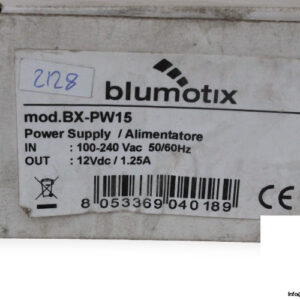 2128
blumotix
mod.BX-PW15
Power Supply / Alimentatore
IN : 100-240 Vac 50/60Hz
OUT : 12Vdc / 1.25A
CE
8 053369 040189